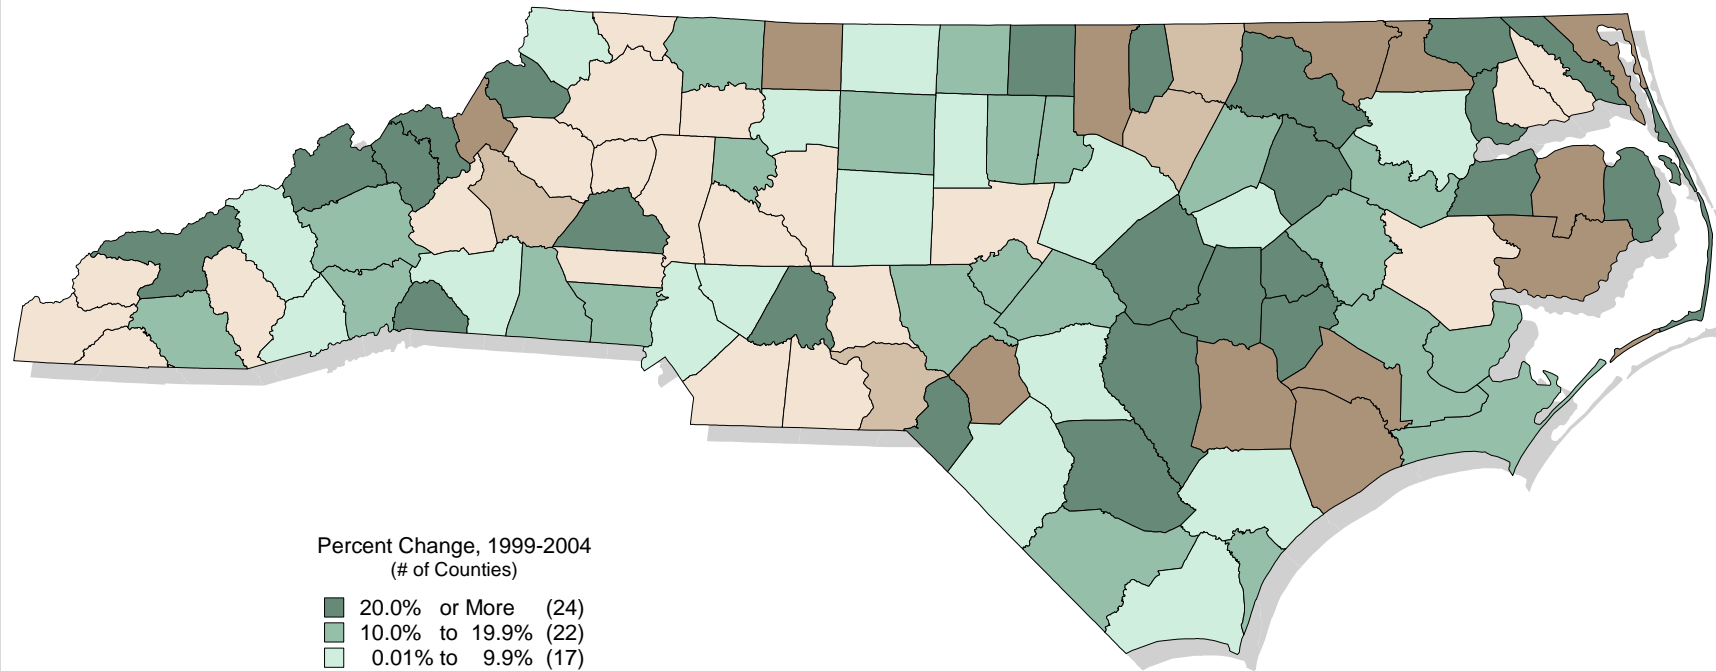 Percent Change, 1999-2004
(# of Counties)
20.0% or More (24)
10.0% to 19.9% (22)
0.01% to 9.9% (17)